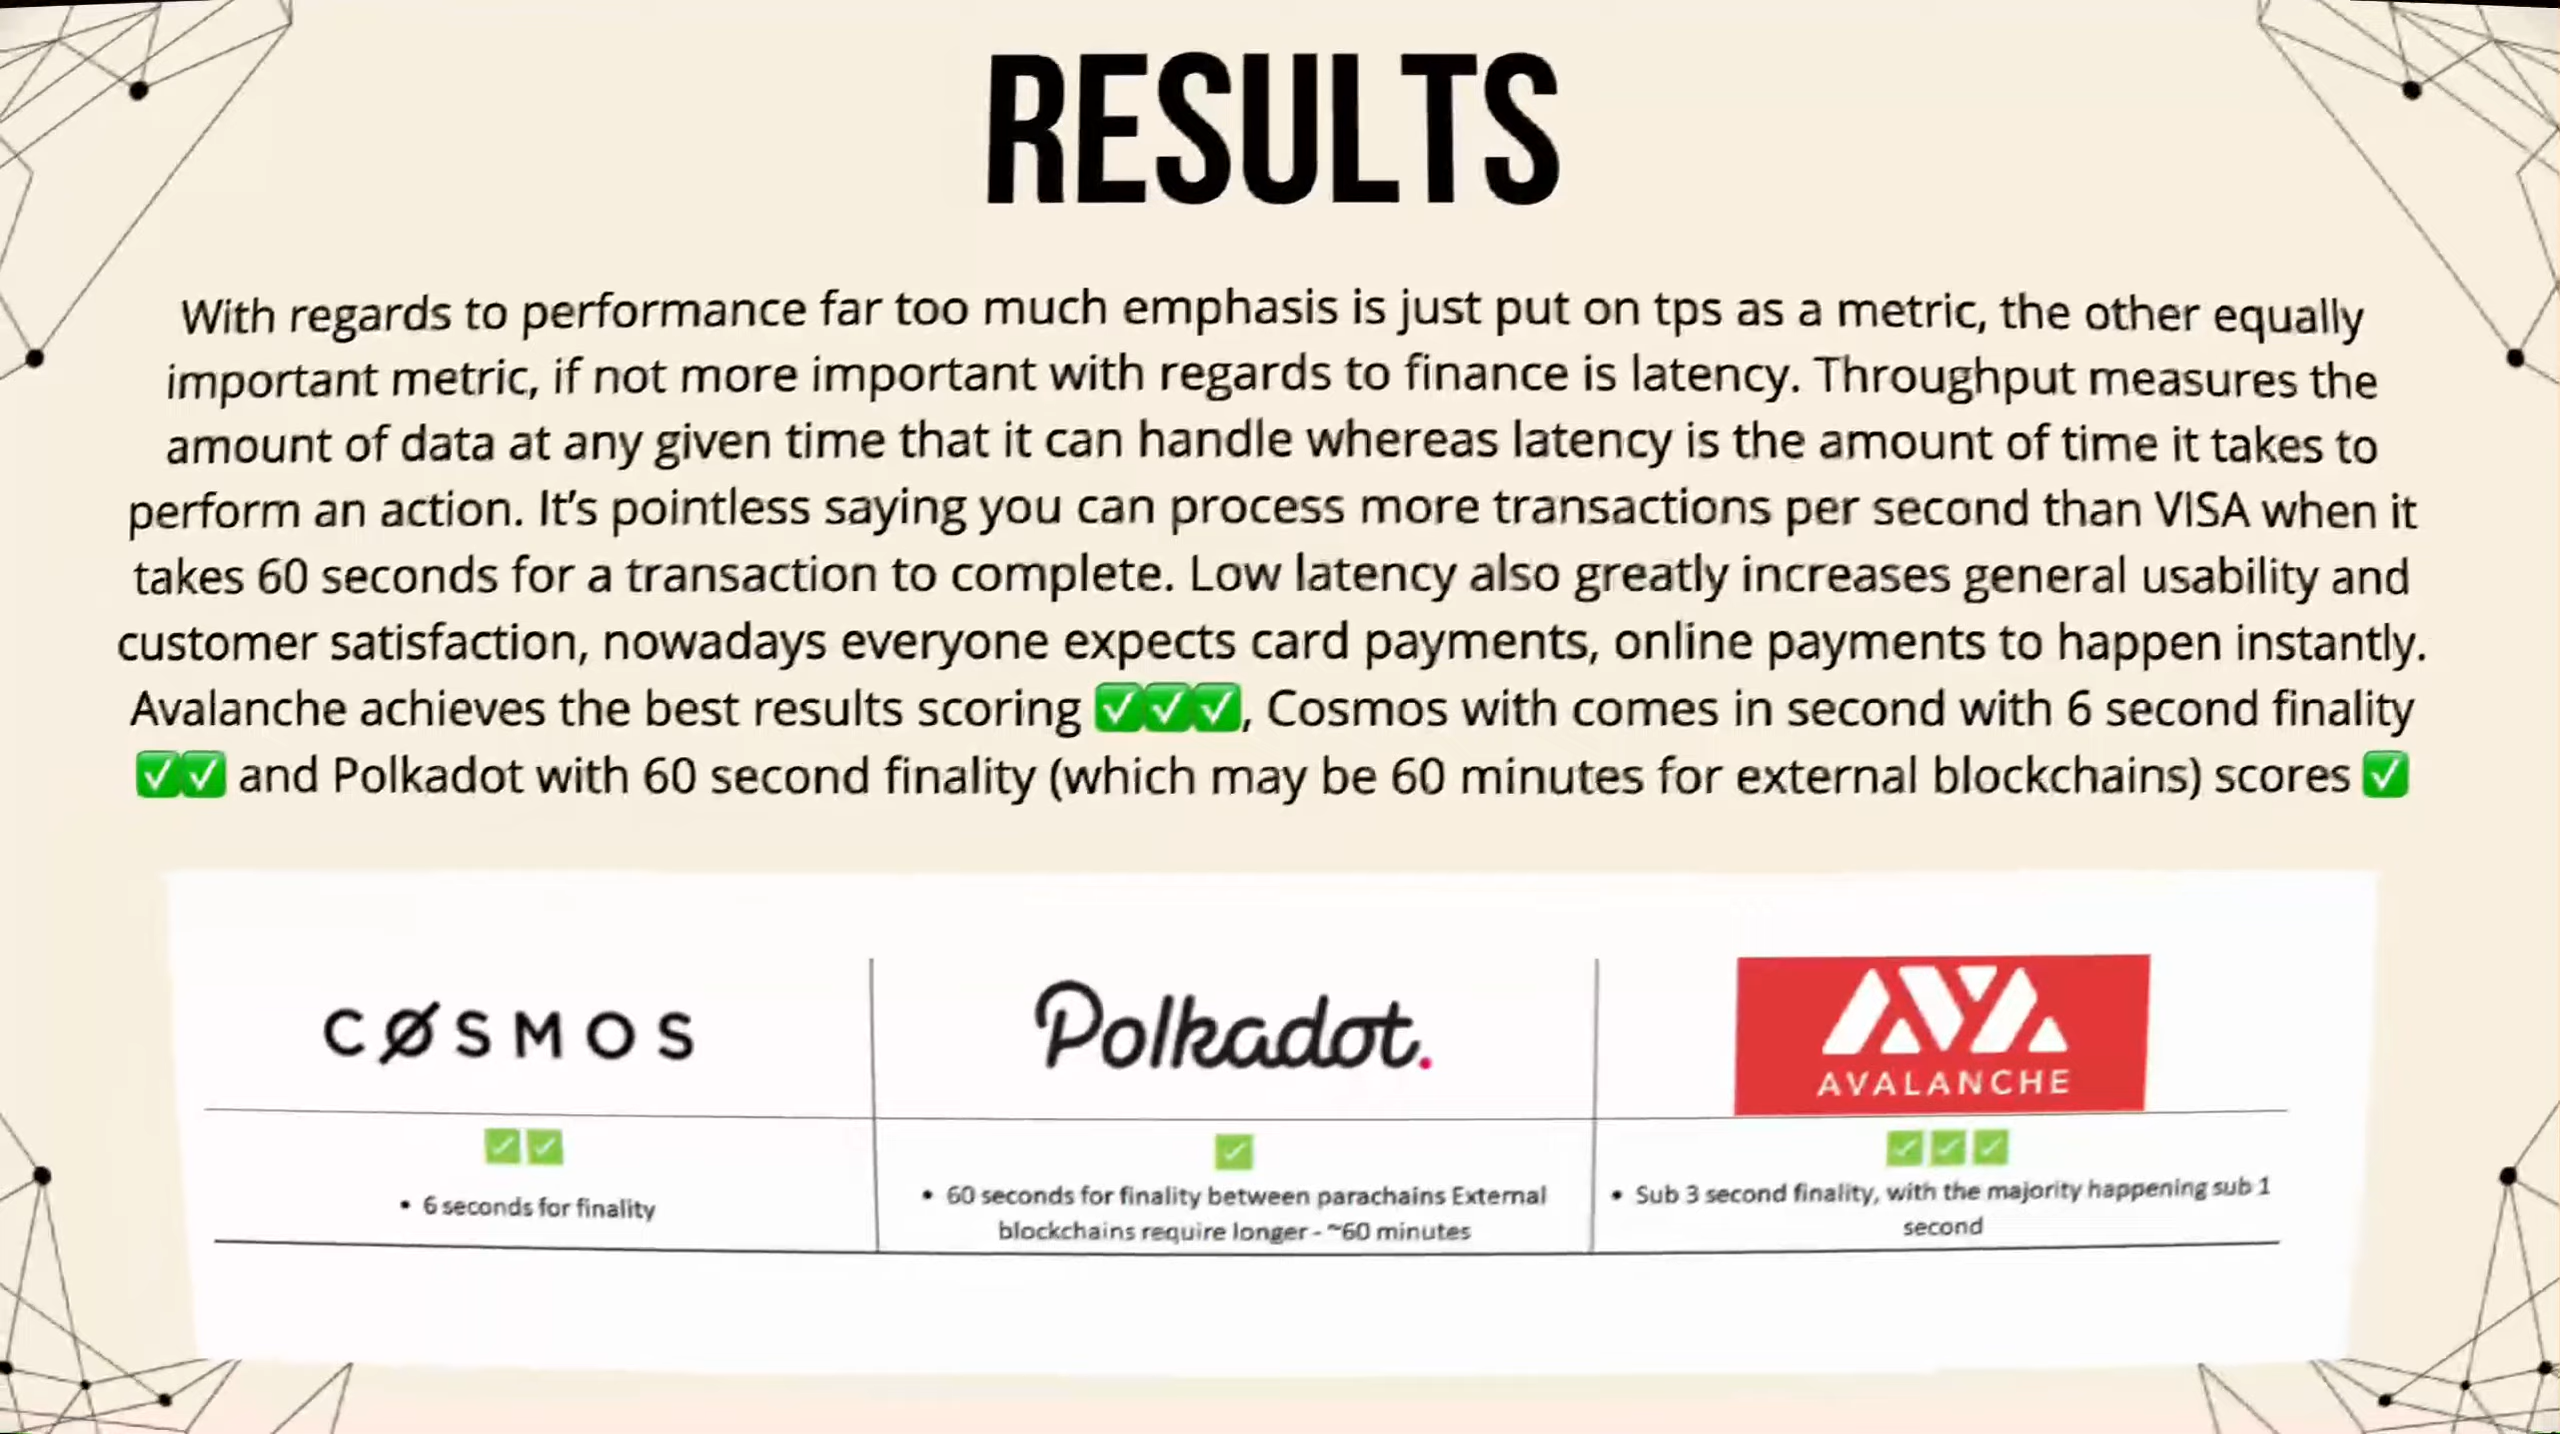 RESULTS
With regards to performance far too much emphasis is just put on tps as a metric, the other equally
important metric, if not more important with regards to finance is latency. Throughput measures the
amount of data at any given time that it can handle whereas latency is the amount of time it takes to
perform an action. It's pointless saying you can process more transactions per second than VISA when it
takes 60 seconds for a transaction to complete. Low latency also greatly increases general usability and
customer satisfaction, nowadays everyone expects card payments, online payments to happen instantly.
Avalanche achieves the best results scoring ✅✅✅, Cosmos with comes in second with 6 second finality
✅✅ and Polkadot with 60 second finality (which may be 60 minutes for external blockchains) scores ✅
CØSMOS
Polkadot.
AVALANCHE
✅✅
• 6 seconds for finality
✅
• 60 seconds for finality between parachains External
blockchains require longer - ~60 minutes
✅✅✅
• Sub 3 second finality, with the majority happening sub 1
second